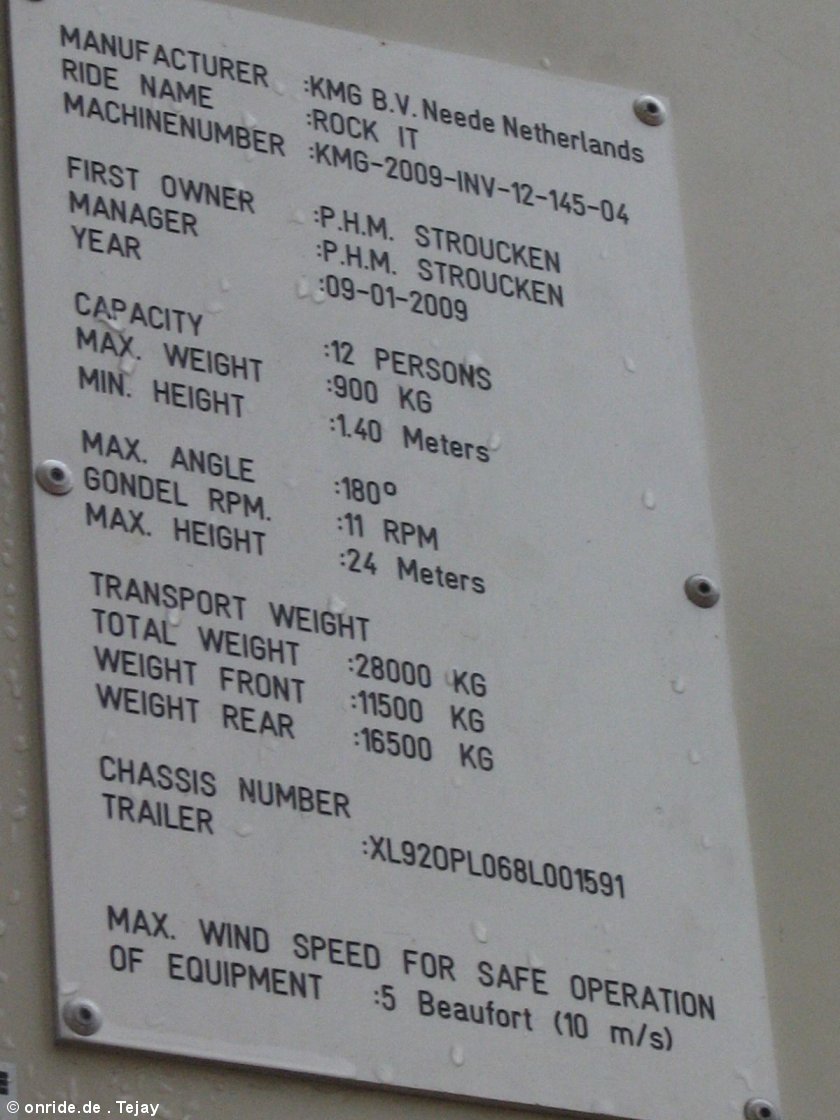 MANUFACTURER :KMG B.V. Neede Netherlands
RIDE NAME :ROCK IT
MACHINENUMBER :KMG-2009-INV-12-145-04
FIRST OWNER :P.H.M. STROUCKEN
MANAGER :P.H.M. STROUCKEN
YEAR :09-01-2009
CAPACITY :12 PERSONS
MAX. WEIGHT :900 KG
MIN. HEIGHT :1.40 Meters
MAX. ANGLE :180º
GONDEL RPM. :11 RPM
MAX. HEIGHT :24 Meters
TRANSPORT WEIGHT
TOTAL WEIGHT :28000 KG
WEIGHT FRONT :11500 KG
WEIGHT REAR :16500 KG
CHASSIS NUMBER
TRAILER :XL920PL068L001591
MAX. WIND SPEED FOR SAFE OPERATION
OF EQUIPMENT :5 Beaufort (10 m/s)
© onride.de . Tejay